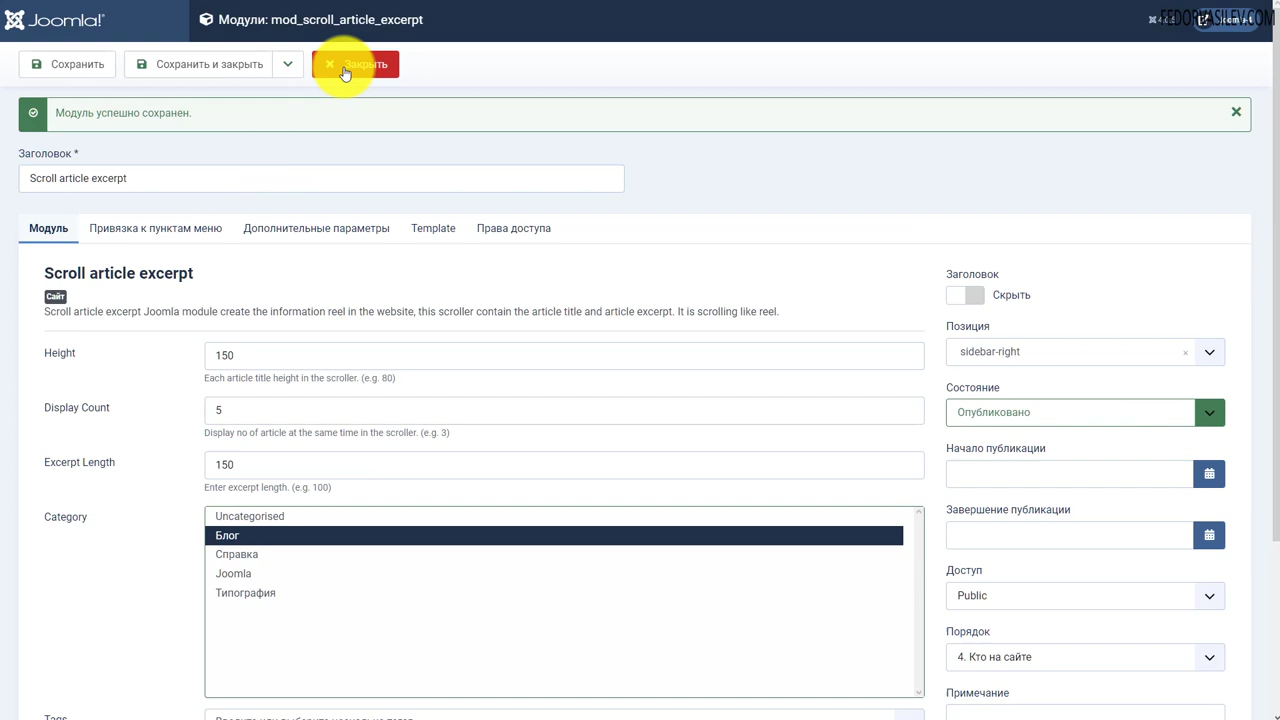 Joomla!®
Модули: mod_scroll_article_excerpt
FEDORVASILEV.COM
Сохранить
Сохранить и закрыть
Закрыть
Модуль успешно сохранен.
Заголовок *
Scroll article excerpt
Модуль
Привязка к пунктам меню
Дополнительные параметры
Template
Права доступа
Scroll article excerpt
Сайт
Scroll article excerpt Joomla module create the information reel in the website, this scroller contain the article title and article excerpt. It is scrolling like reel.
Height
150
Each article title height in the scroller. (e.g. 80)
Display Count
5
Display no of article at the same time in the scroller. (e.g. 3)
Excerpt Length
150
Enter excerpt length. (e.g. 100)
Category
Uncategorised
Блог
Справка
Joomla
Типография
Tags
Заголовок
Скрыть
Позиция
sidebar-right
Состояние
Опубликовано
Начало публикации
Завершение публикации
Доступ
Public
Порядок
4. Кто на сайте
Примечание